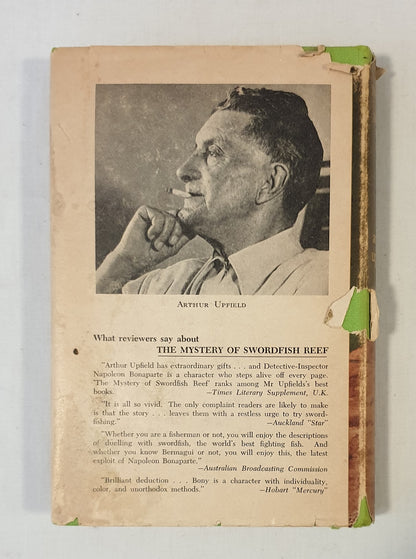 ARTHUR UPFIELD
What reviewers say about
THE MYSTERY OF SWORDFISH REEF
"Arthur Upfield has extraordinary gifts . . . and Detective-Inspector
Napoleon Bonaparte is a character who steps alive off every page.
'The Mystery of Swordfish Reef' ranks among Mr Upfields's best
books. —Times Literary Supplement, U.K.
"It is all so vivid. The only complaint readers are likely to make
is that the story . . . leaves them with a restless urge to try sword-
fishing." —Auckland "Star"
"Whether you are a fisherman or not, you will enjoy the descriptions
of duelling with swordfish, the world's best fighting fish. And
whether you know Bermagui or not, you will enjoy this, the latest
exploit of Napoleon Bonaparte."
—Australian Broadcasting Commission
"Brilliant deduction . . . Bony is a character with individuality,
color, and unorthodox methods." —Hobart "Mercury"